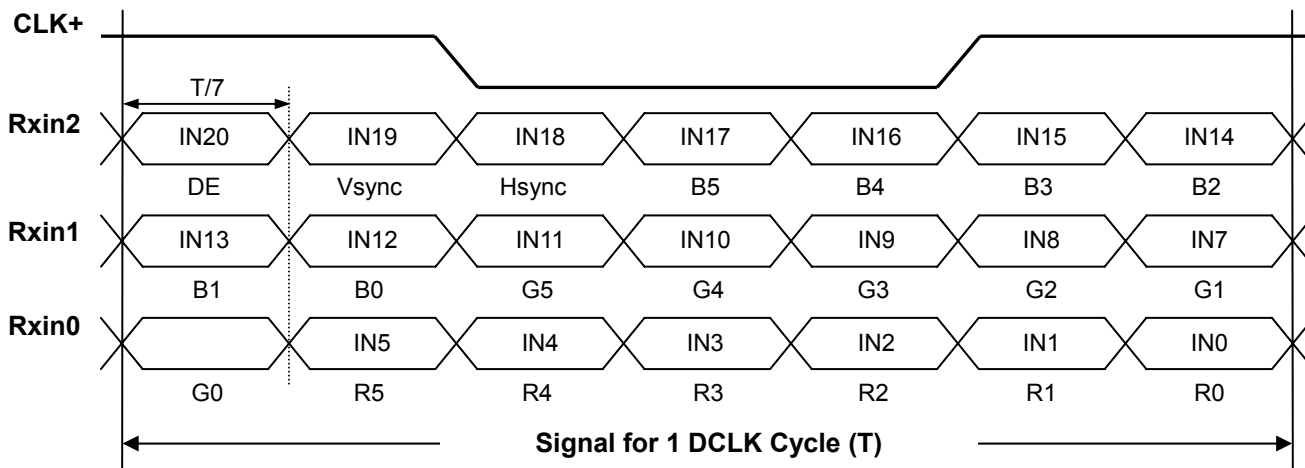 CLK+
T/7
Rxin2 IN20 IN19 IN18 IN17 IN16 IN15 IN14
DE Vsync Hsync B5 B4 B3 B2
Rxin1 IN13 IN12 IN11 IN10 IN9 IN8 IN7
B1 B0 G5 G4 G3 G2 G1
Rxin0 IN5 IN4 IN3 IN2 IN1 IN0
G0 R5 R4 R3 R2 R1 R0
Signal for 1 DCLK Cycle (T)